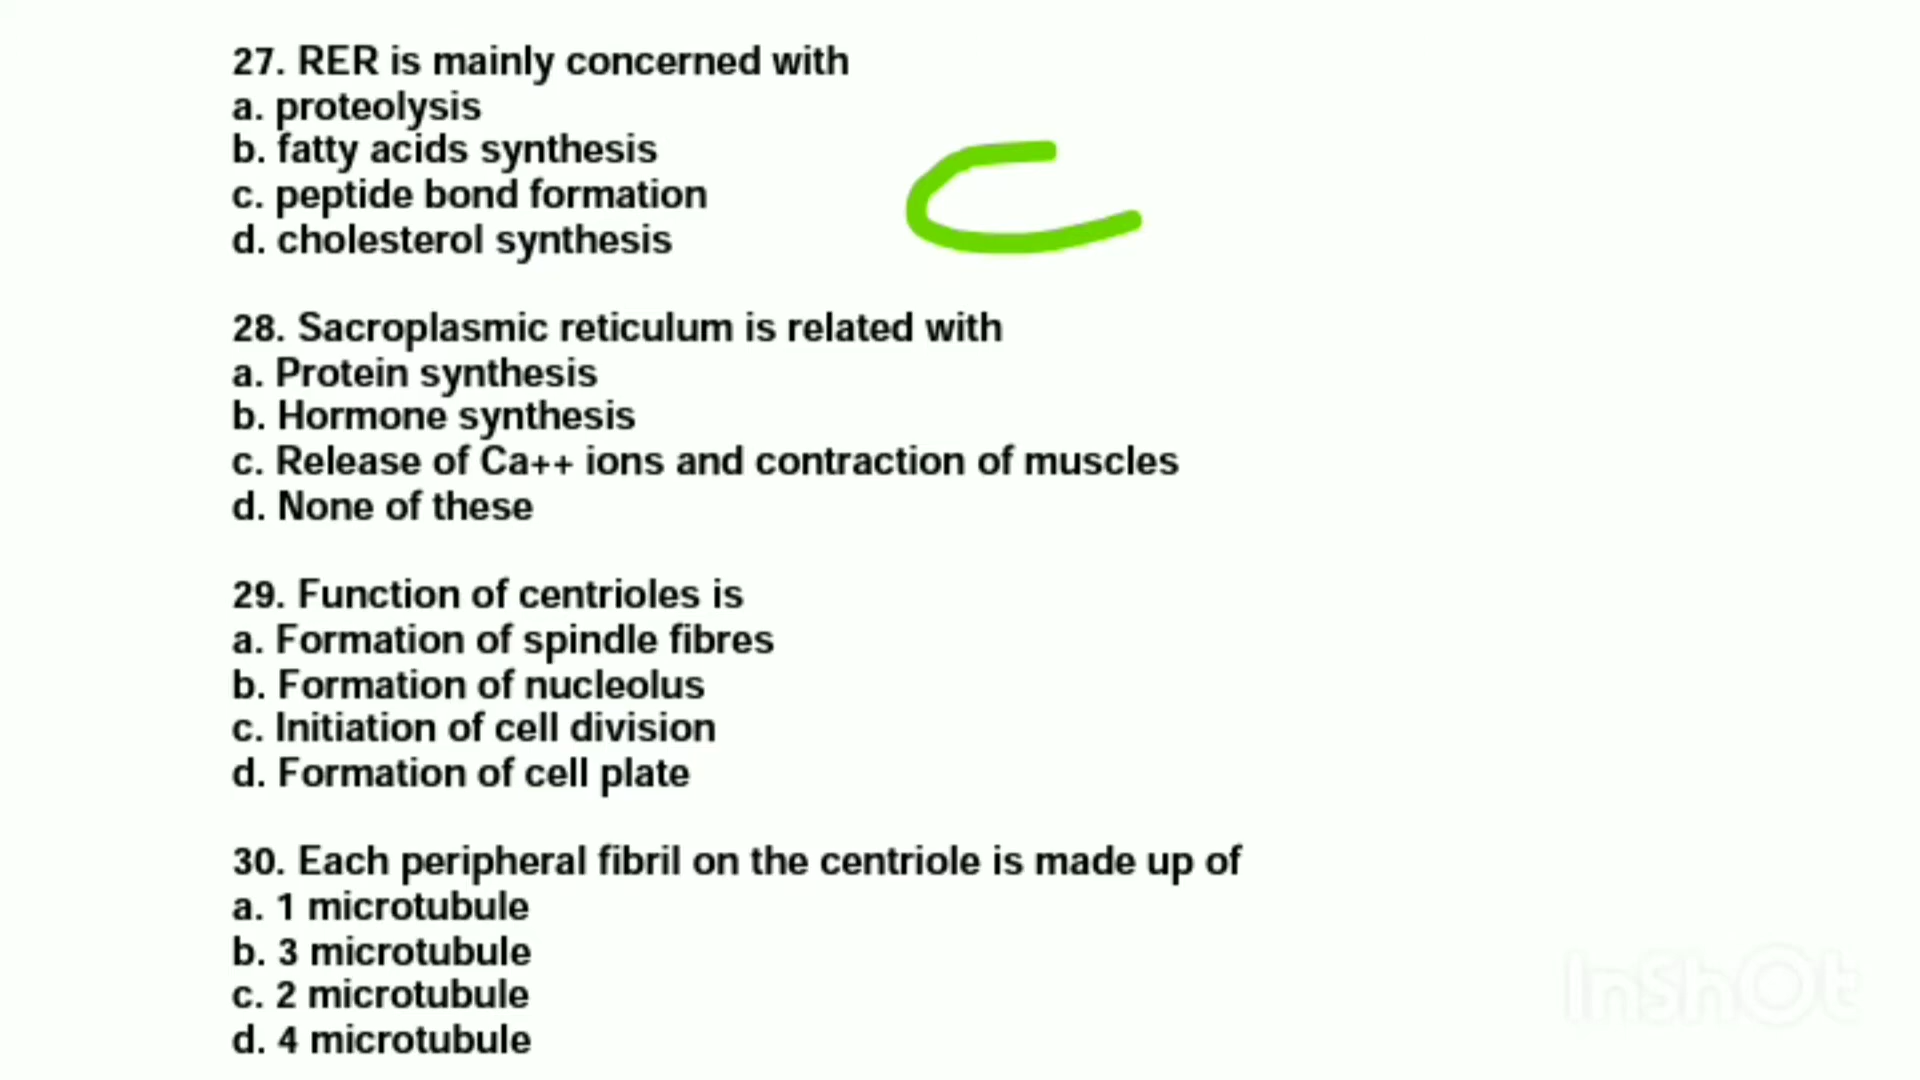 27. RER is mainly concerned with
a. proteolysis
b. fatty acids synthesis
c. peptide bond formation
d. cholesterol synthesis
C
28. Sacroplasmic reticulum is related with
a. Protein synthesis
b. Hormone synthesis
c. Release of Ca++ ions and contraction of muscles
d. None of these
29. Function of centrioles is
a. Formation of spindle fibres
b. Formation of nucleolus
c. Initiation of cell division
d. Formation of cell plate
30. Each peripheral fibril on the centriole is made up of
a. 1 microtubule
b. 3 microtubule
c. 2 microtubule
d. 4 microtubule
InShOt